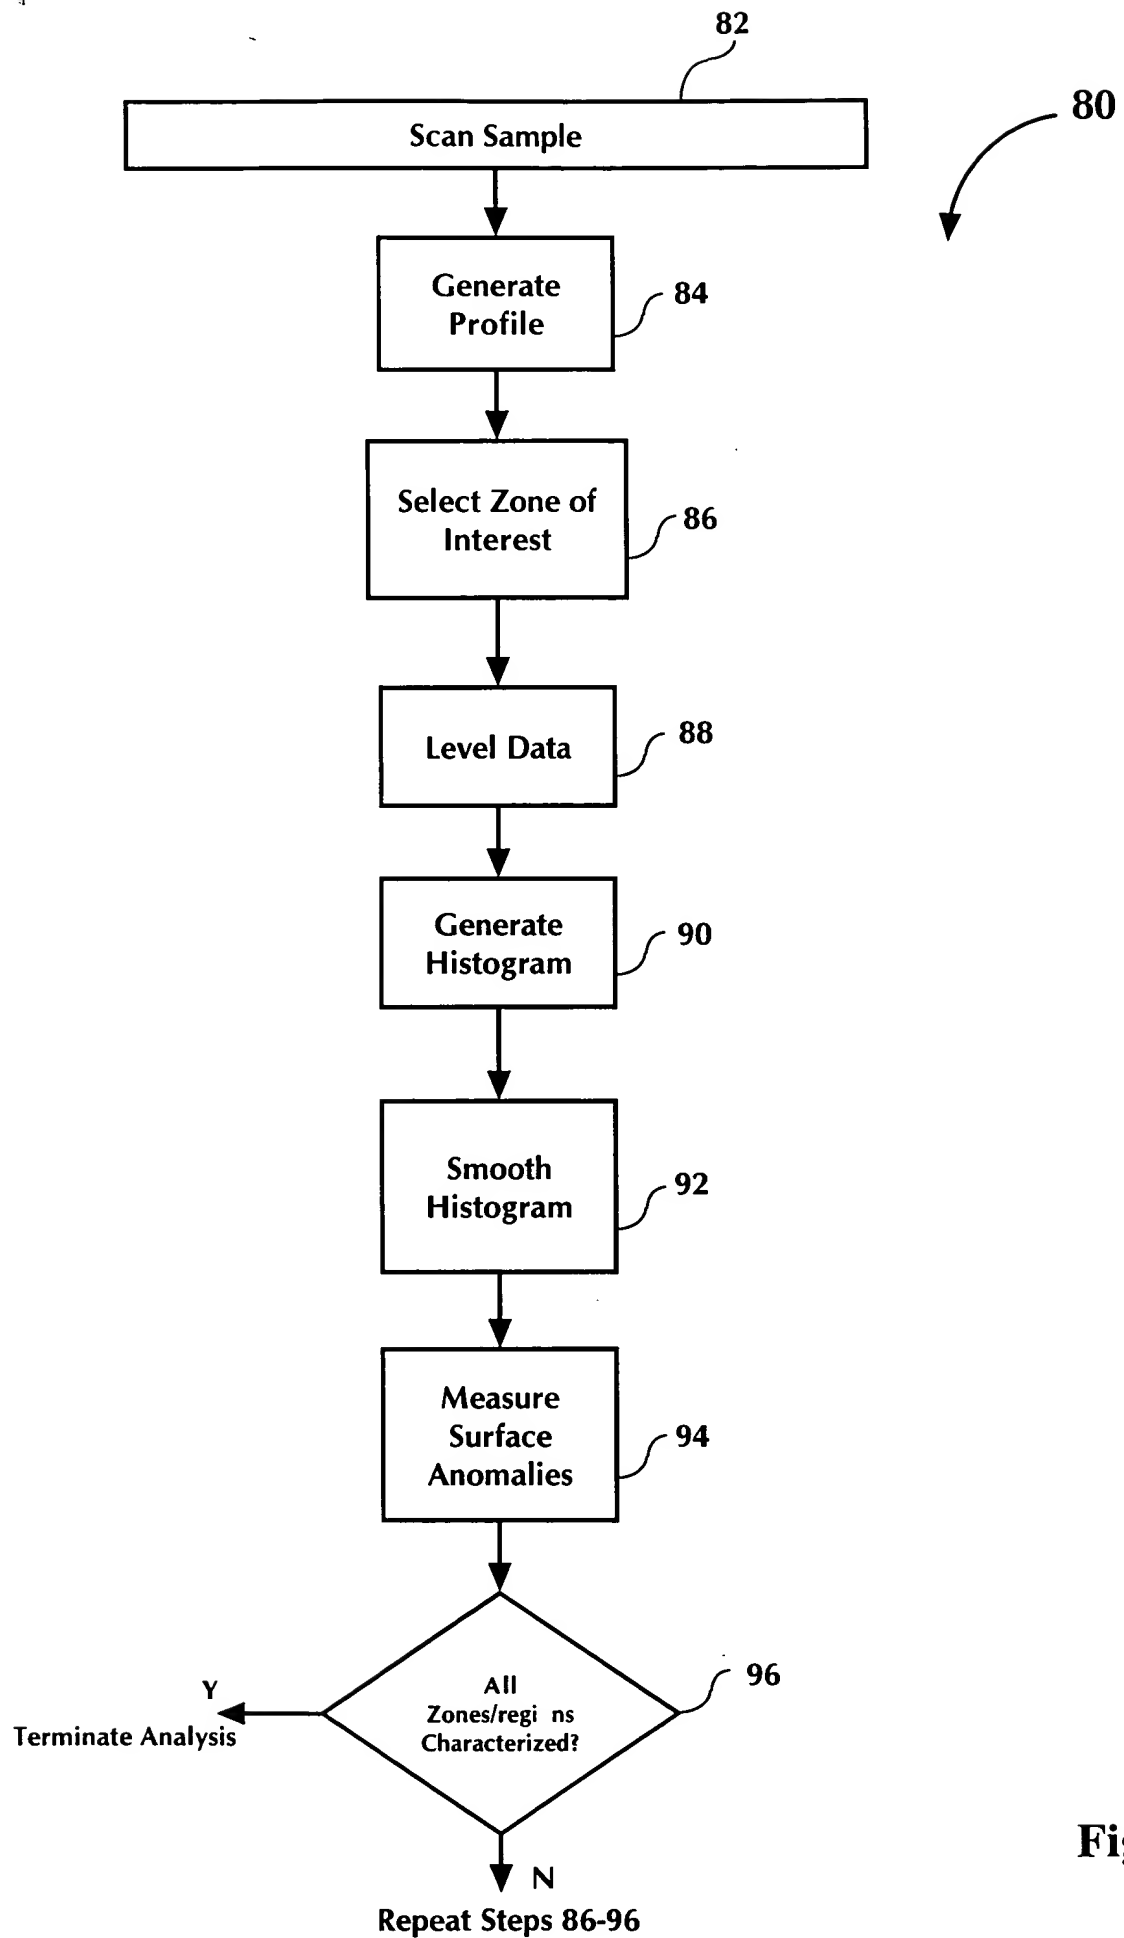 82
80
Scan Sample
Generate
Profile
84
Select Zone of
Interest
86
Level Data
88
Generate
Histogram
90
Smooth
Histogram
92
Measure
Surface
Anomalies
94
All
Zones/regi ns
Characterized?
96
Y
Terminate Analysis
N
Repeat Steps 86-96